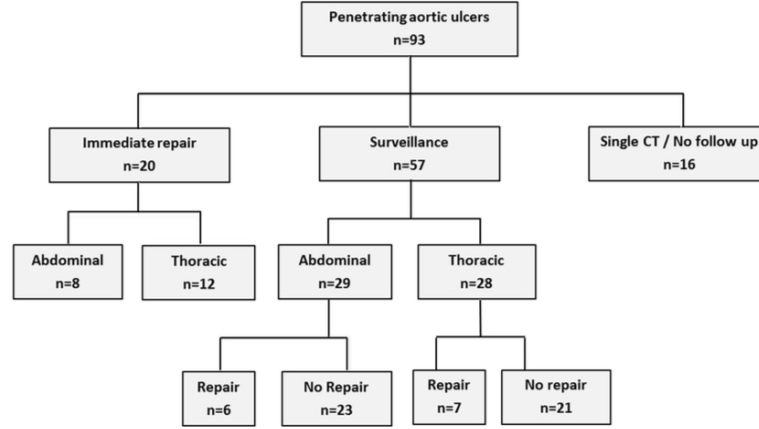 Penetrating aortic ulcers
n=93
Immediate repair
n=20
Surveillance
n=57
Single CT / No follow up
n=16
Abdominal
n=8
Thoracic
n=12
Abdominal
n=29
Thoracic
n=28
Repair
n=6
No Repair
n=23
Repair
n=7
No repair
n=21